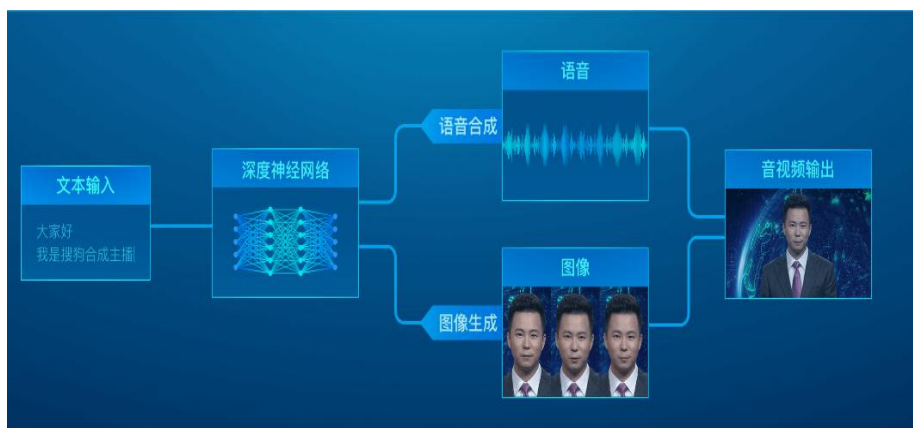 文本输入
大家好
我是搜狗合成主播
深度神经网络
语音合成
语音
图像生成
图像
音视频输出